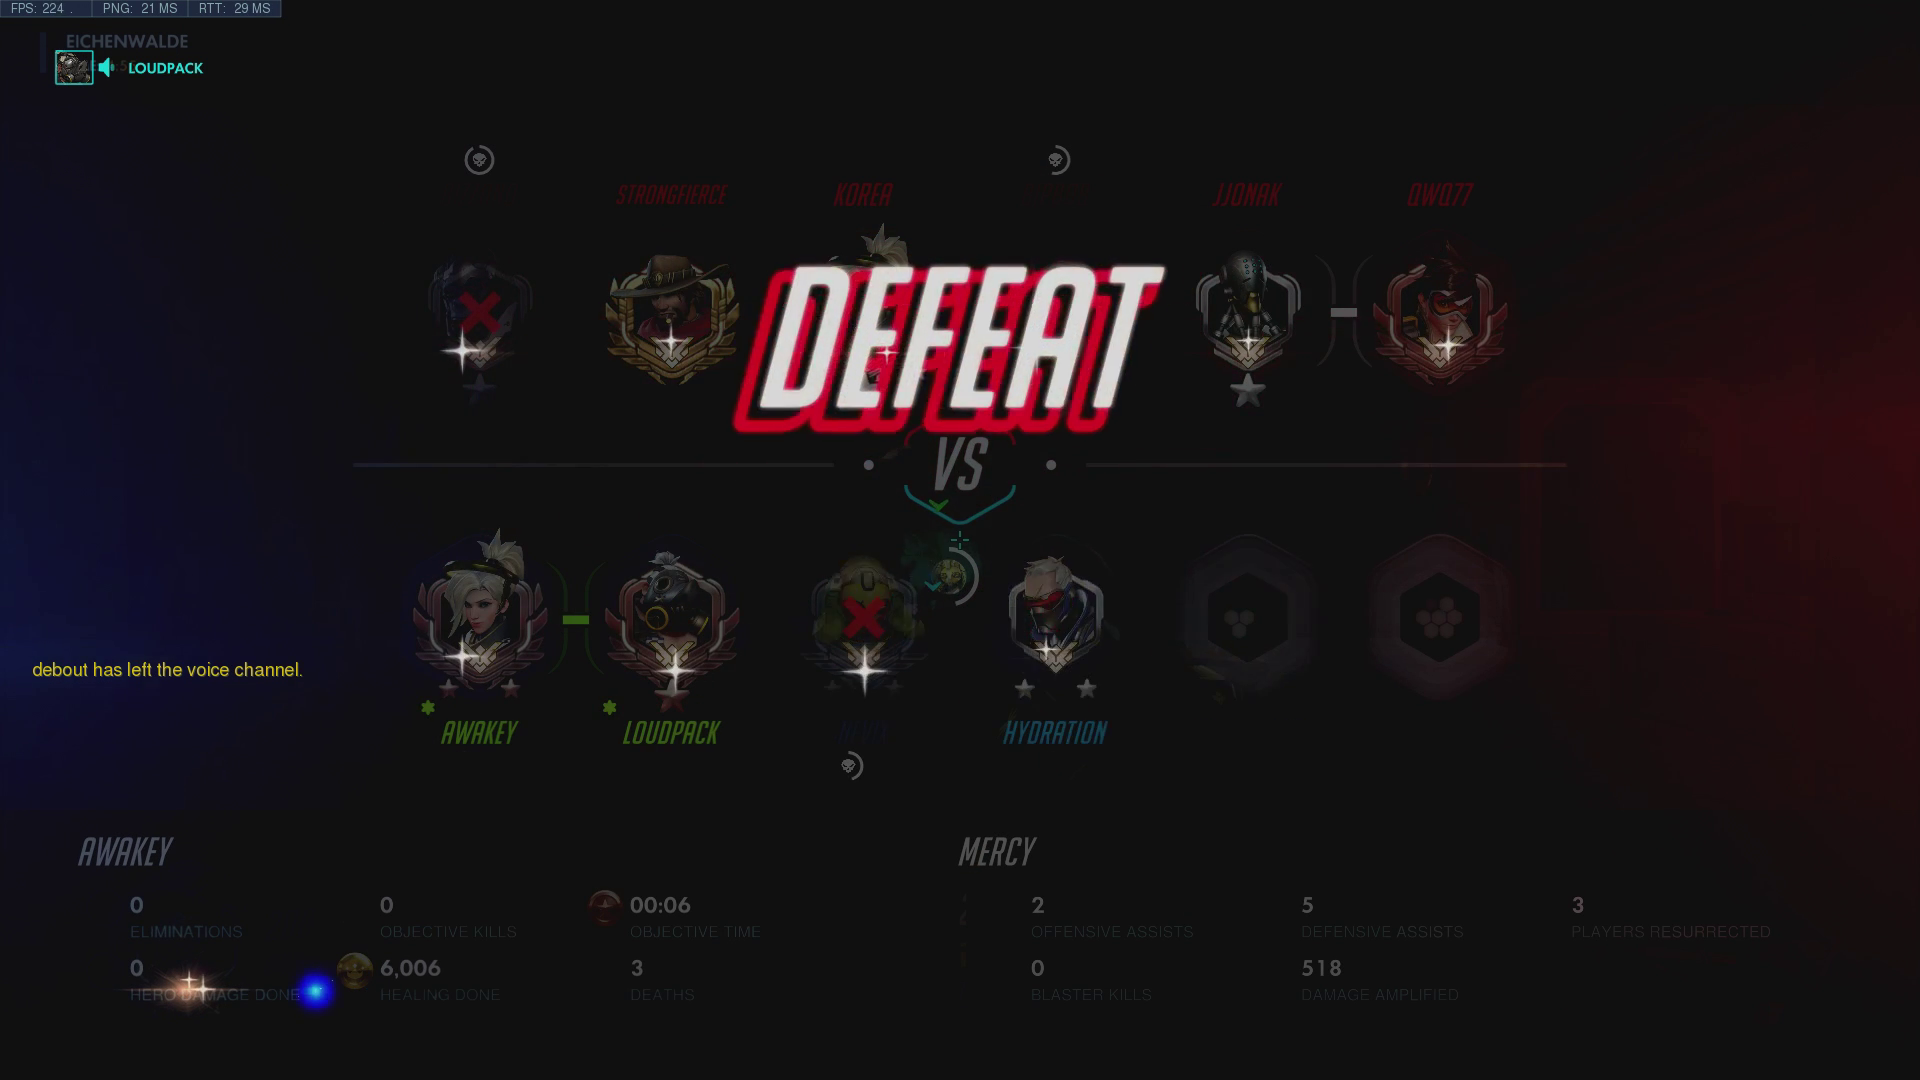 FPS: 224 . PNG: 21 MS RTT: 29 MS
EICHENWALDE
LOUDPACK
STRONGFIERCE KOREA JJONAK QWQ77
DEFEAT
VS
debout has left the voice channel.
AWAKEY LOUDPACK HYDRATION
AWAKEY MERCY
0 0 00:06 2 5 3
ELIMINATIONS OBJECTIVE KILLS OBJECTIVE TIME OFFENSIVE ASSISTS DEFENSIVE ASSISTS PLAYERS RESURRECTED
0 6,006 3 0 518
HERO DAMAGE DONE HEALING DONE DEATHS BLASTER KILLS DAMAGE AMPLIFIED